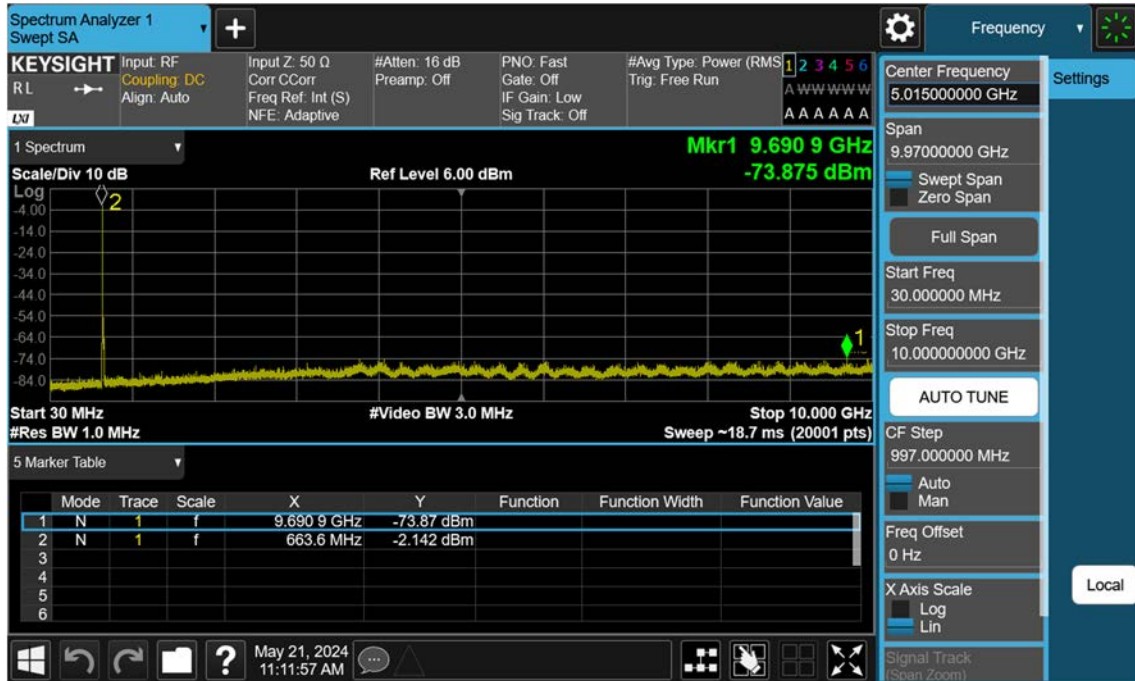 Spectrum Analyzer 1
Swept SA
Frequency
KEYSIGHT
R L
LXI
Input: RF
Coupling: DC
Align: Auto
Input Z: 50 Ω
Corr CCorr
Freq Ref: Int (S)
NFE: Adaptive
#Atten: 16 dB
Preamp: Off
PNO: Fast
Gate: Off
IF Gain: Low
Sig Track: Off
#Avg Type: Power (RMS
Trig: Free Run
1 2 3 4 5 6
A W W W W W
A A A A A A
1 Spectrum
Scale/Div 10 dB
Ref Level 6.00 dBm
Mkr1 9.690 9 GHz
-73.875 dBm
Log
-4.00
-14.0
-24.0
-34.0
-44.0
-54.0
-64.0
-74.0
-84.0
2
1
Start 30 MHz
#Video BW 3.0 MHz
Stop 10.000 GHz
#Res BW 1.0 MHz
Sweep ~18.7 ms (20001 pts)
5 Marker Table
Mode Trace Scale X Y Function Function Width Function Value
1 N 1 f 9.690 9 GHz -73.87 dBm
2 N 1 f 663.6 MHz -2.142 dBm
3
4
5
6
Center Frequency
5.015000000 GHz
Span
9.97000000 GHz
Swept Span
Zero Span
Full Span
Start Freq
30.000000 MHz
Stop Freq
10.000000000 GHz
AUTO TUNE
CF Step
997.000000 MHz
Auto
Man
Freq Offset
0 Hz
X Axis Scale
Log
Lin
Signal Track
(Span Zoom)
Settings
Local
?
May 21, 2024
11:11:57 AM